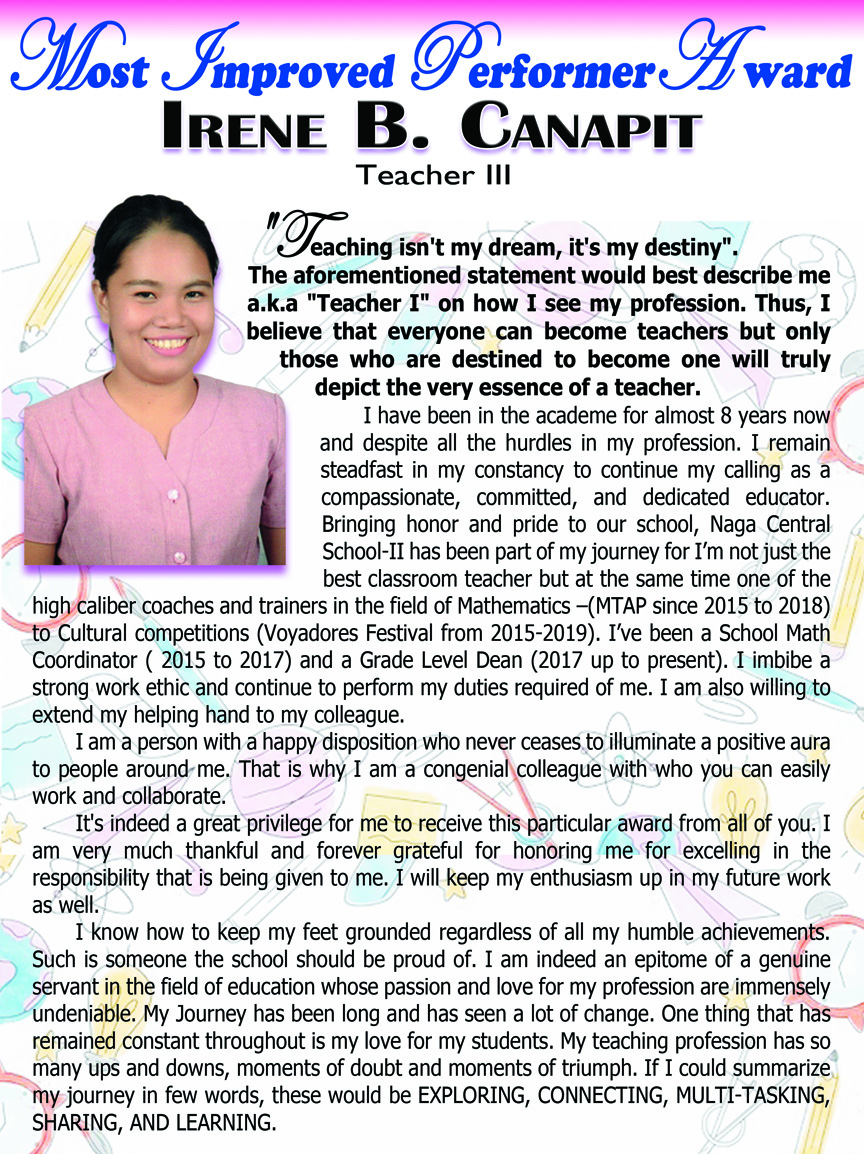 Most Improved Performer Award
IRENE B. CANAPIT
Teacher III
"Teaching isn't my dream, it's my destiny".
The aforementioned statement would best describe me
a.k.a "Teacher I" on how I see my profession. Thus, I
believe that everyone can become teachers but only
those who are destined to become one will truly
depict the very essence of a teacher.
I have been in the academe for almost 8 years now
and despite all the hurdles in my profession. I remain
steadfast in my constancy to continue my calling as a
compassionate, committed, and dedicated educator.
Bringing honor and pride to our school, Naga Central
School-II has been part of my journey for I’m not just the
best classroom teacher but at the same time one of the
high caliber coaches and trainers in the field of Mathematics –(MTAP since 2015 to 2018)
to Cultural competitions (Voyadores Festival from 2015-2019). I’ve been a School Math
Coordinator ( 2015 to 2017) and a Grade Level Dean (2017 up to present). I imbibe a
strong work ethic and continue to perform my duties required of me. I am also willing to
extend my helping hand to my colleague.
I am a person with a happy disposition who never ceases to illuminate a positive aura
to people around me. That is why I am a congenial colleague with who you can easily
work and collaborate.
It's indeed a great privilege for me to receive this particular award from all of you. I
am very much thankful and forever grateful for honoring me for excelling in the
responsibility that is being given to me. I will keep my enthusiasm up in my future work
as well.
I know how to keep my feet grounded regardless of all my humble achievements.
Such is someone the school should be proud of. I am indeed an epitome of a genuine
servant in the field of education whose passion and love for my profession are immensely
undeniable. My Journey has been long and has seen a lot of change. One thing that has
remained constant throughout is my love for my students. My teaching profession has so
many ups and downs, moments of doubt and moments of triumph. If I could summarize
my journey in few words, these would be EXPLORING, CONNECTING, MULTI-TASKING,
SHARING, AND LEARNING.